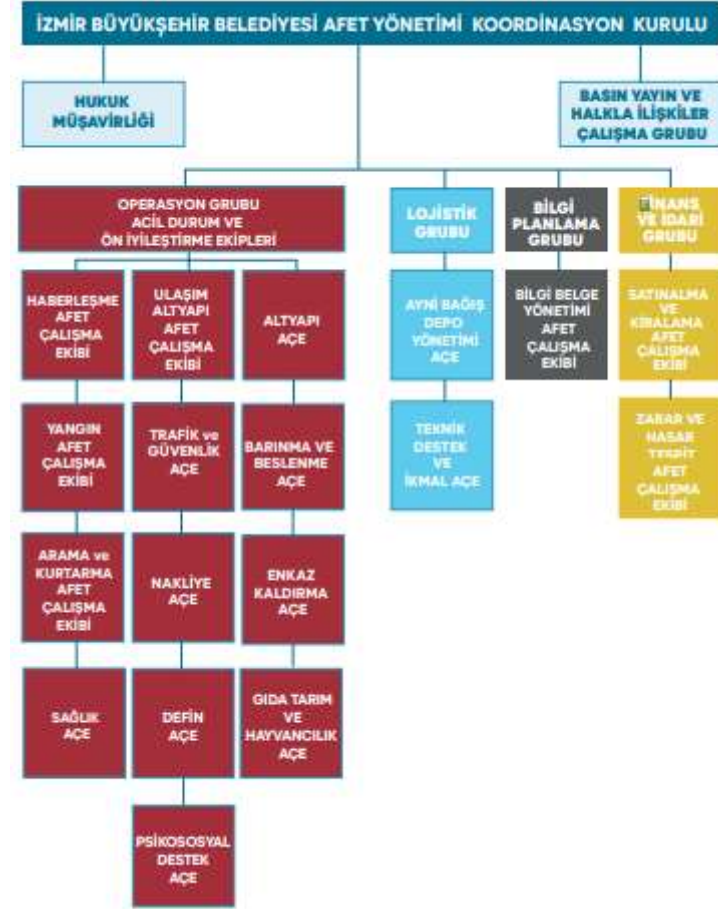 İZMİR BÜYÜKŞEHİR BELEDİYESİ AFET YÖNETİMİ KOORDİNASYON KURULU
HUKUK
MÜŞAVİRLİĞİ
BASIN YAYIN VE
HALKLA İLİŞKİLER
ÇALIŞMA GRUBU
OPERASYON GRUBU
ACİL DURUM VE
ÖN İYİLEŞTİRME EKİPLERİ
LOJİSTİK
GRUBU
BİLGİ
PLANLAMA
GRUBU
FİNANS
VE İDARİ
GRUBU
HABERLEŞME
AFET
ÇALIŞMA
EKİBİ
ULAŞIM
ALTYAPI
AFET
ÇALIŞMA
EKİBİ
ALTYAPI
AÇE
AYNİ BAĞIŞ
DEPO
YÖNETİMİ
AÇE
BİLGİ BELGE
YÖNETİMİ
AFET
ÇALIŞMA
EKİBİ
SATINALMA
VE
KİRALAMA
AFET
ÇALIŞMA
EKİBİ
YANGIN
AFET
ÇALIŞMA
EKİBİ
TRAFİK ve
GÜVENLİK
AÇE
BARINMA VE
BESLENME
AÇE
TEKNİK
DESTEK
VE
İKMAL AÇE
ZARAR VE
HASAR
TESPİT
AFET
ÇALIŞMA
EKİBİ
ARAMA ve
KURTARMA
AFET
ÇALIŞMA
EKİBİ
NAKLİYE
AÇE
ENKAZ
KALDIRMA
AÇE
SAĞLIK
AÇE
DEFİN
AÇE
GIDA TARIM
VE
HAYVANCILIK
AÇE
PSİKOSOSYAL
DESTEK
AÇE